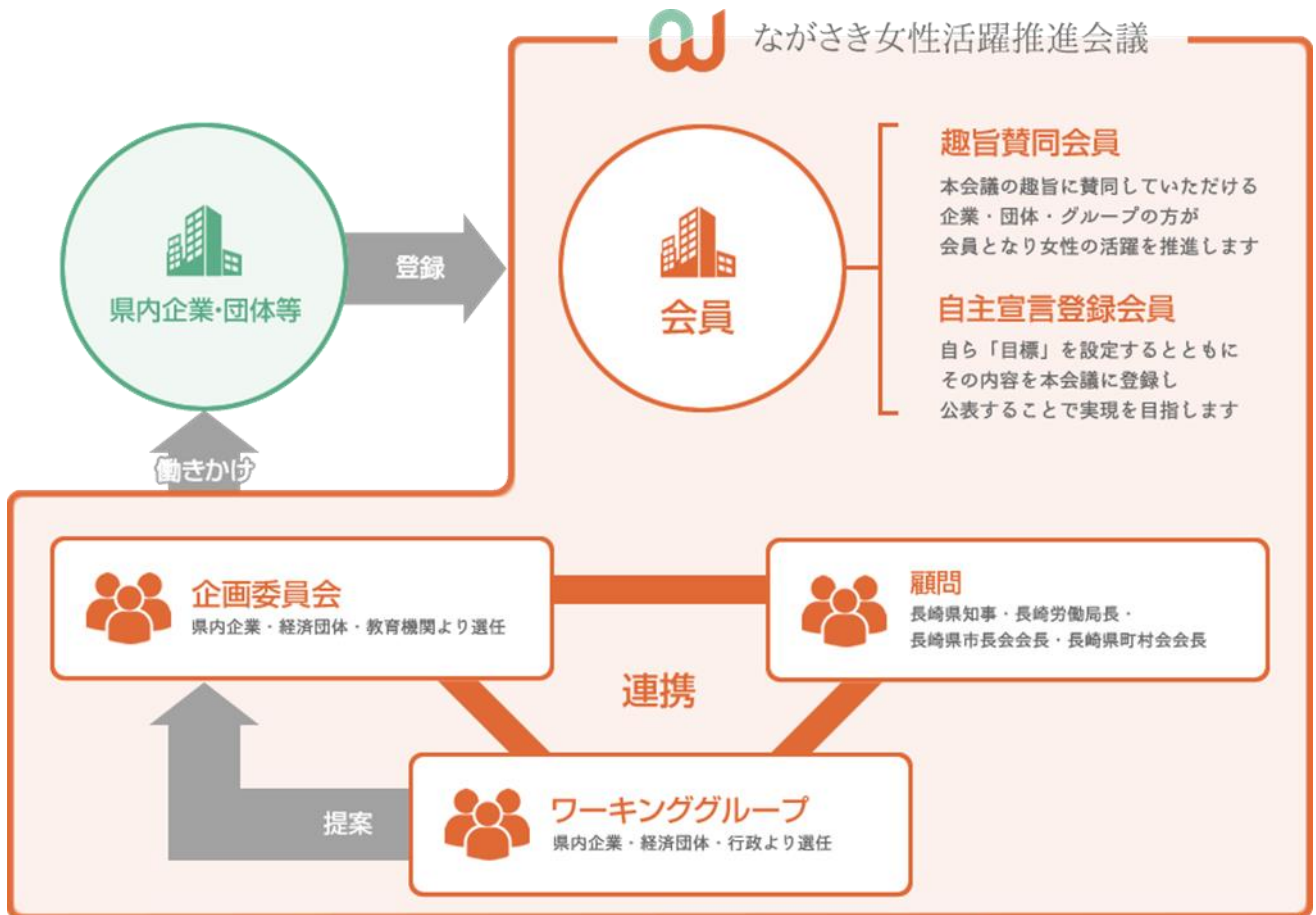 ながさき女性活躍推進会議
県内企業・団体等
登録
会員
趣旨賛同会員
本会議の趣旨に賛同していただける
企業・団体・グループの方が
会員となり女性の活躍を推進します
自主宣言登録会員
自ら「目標」を設定するとともに
その内容を本会議に登録し
公表することで実現を目指します
働きかけ
企画委員会
県内企業・経済団体・教育機関より選任
顧問
長崎県知事・長崎労働局長・
長崎県市長会会長・長崎県町村会会長
連携
提案
ワーキンググループ
県内企業・経済団体・行政より選任